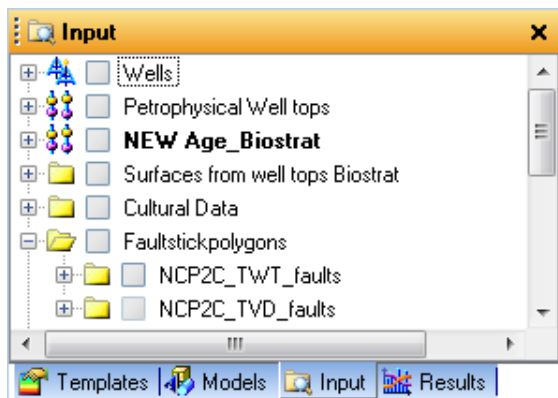 Input
Wells
Petrophysical Well tops
NEW Age_Biostrat
Surfaces from well tops Biostrat
Cultural Data
Faultstickpolygons
NCP2C_TWT_faults
NCP2C_TVD_faults
Templates Models Input Results